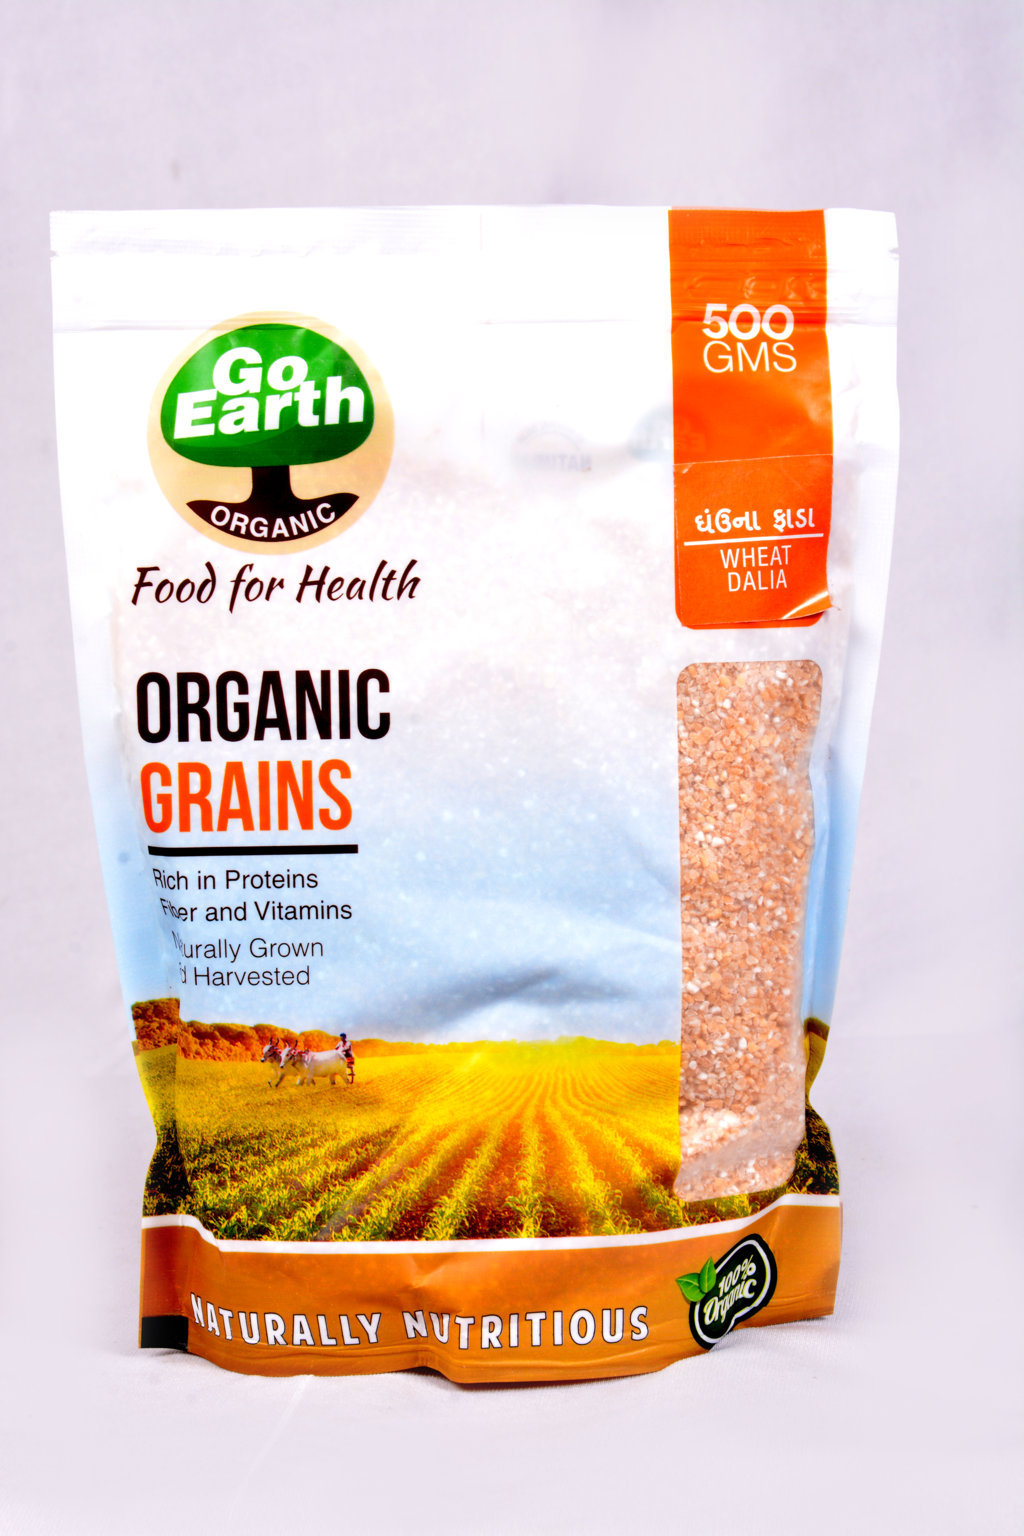 Go
Earth
ORGANIC
Food for Health
500
GMS
ઘંઉના ફાડા
WHEAT
DALIA
ORGANIC
GRAINS
Rich in Proteins
Fiber and Vitamins
urally Grown
d Harvested
NATURALLY NUTRITIOUS
100%
Organic